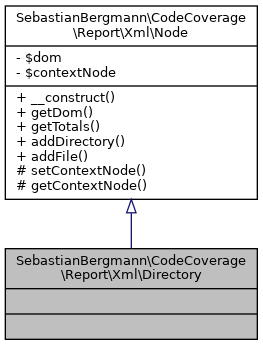 SebastianBergmann\CodeCoverage
\Report\Xml\Node
- $dom
- $contextNode
+ __construct()
+ getDom()
+ getTotals()
+ addDirectory()
+ addFile()
# setContextNode()
# getContextNode()
SebastianBergmann\CodeCoverage
\Report\Xml\Directory